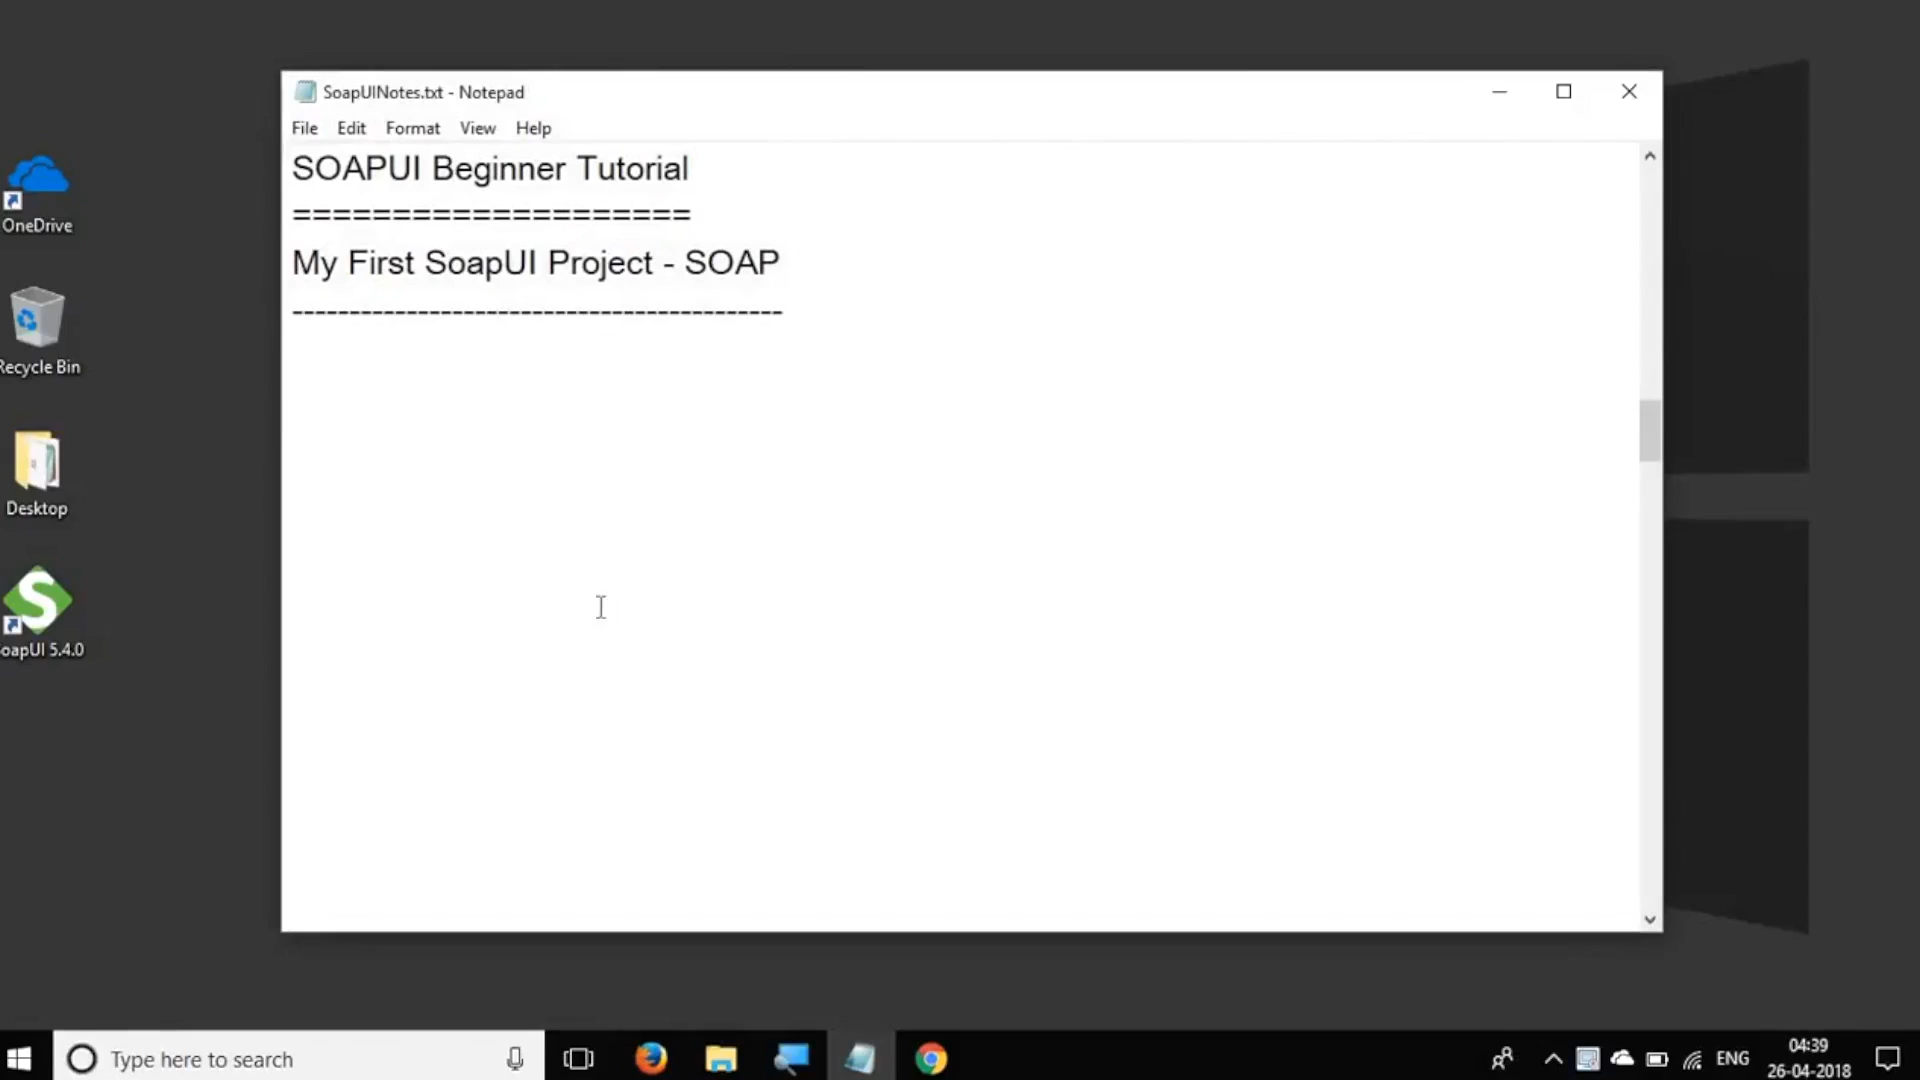 SoapUINotes.txt - Notepad
File Edit Format View Help
SOAPUI Beginner Tutorial
====================
My First SoapUI Project - SOAP
---------------------------------------
OneDrive
Recycle Bin
Desktop
oapUI 5.4.0
Type here to search
ENG
04:39
26-04-2018